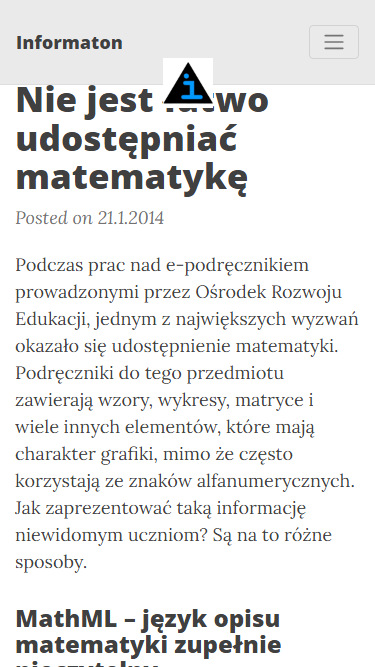 Informaton
Nie jest łatwo
udostępniać
matematykę
Posted on 21.1.2014
Podczas prac nad e-podręcznikiem
prowadzonymi przez Ośrodek Rozwoju
Edukacji, jednym z największych wyzwań
okazało się udostępnienie matematyki.
Podręczniki do tego przedmiotu
zawierają wzory, wykresy, matryce i
wiele innych elementów, które mają
charakter grafiki, mimo że często
korzystają ze znaków alfanumerycznych.
Jak zaprezentować taką informację
niewidomym uczniom? Są na to różne
sposoby.
MathML – język opisu
matematyki zupełnie